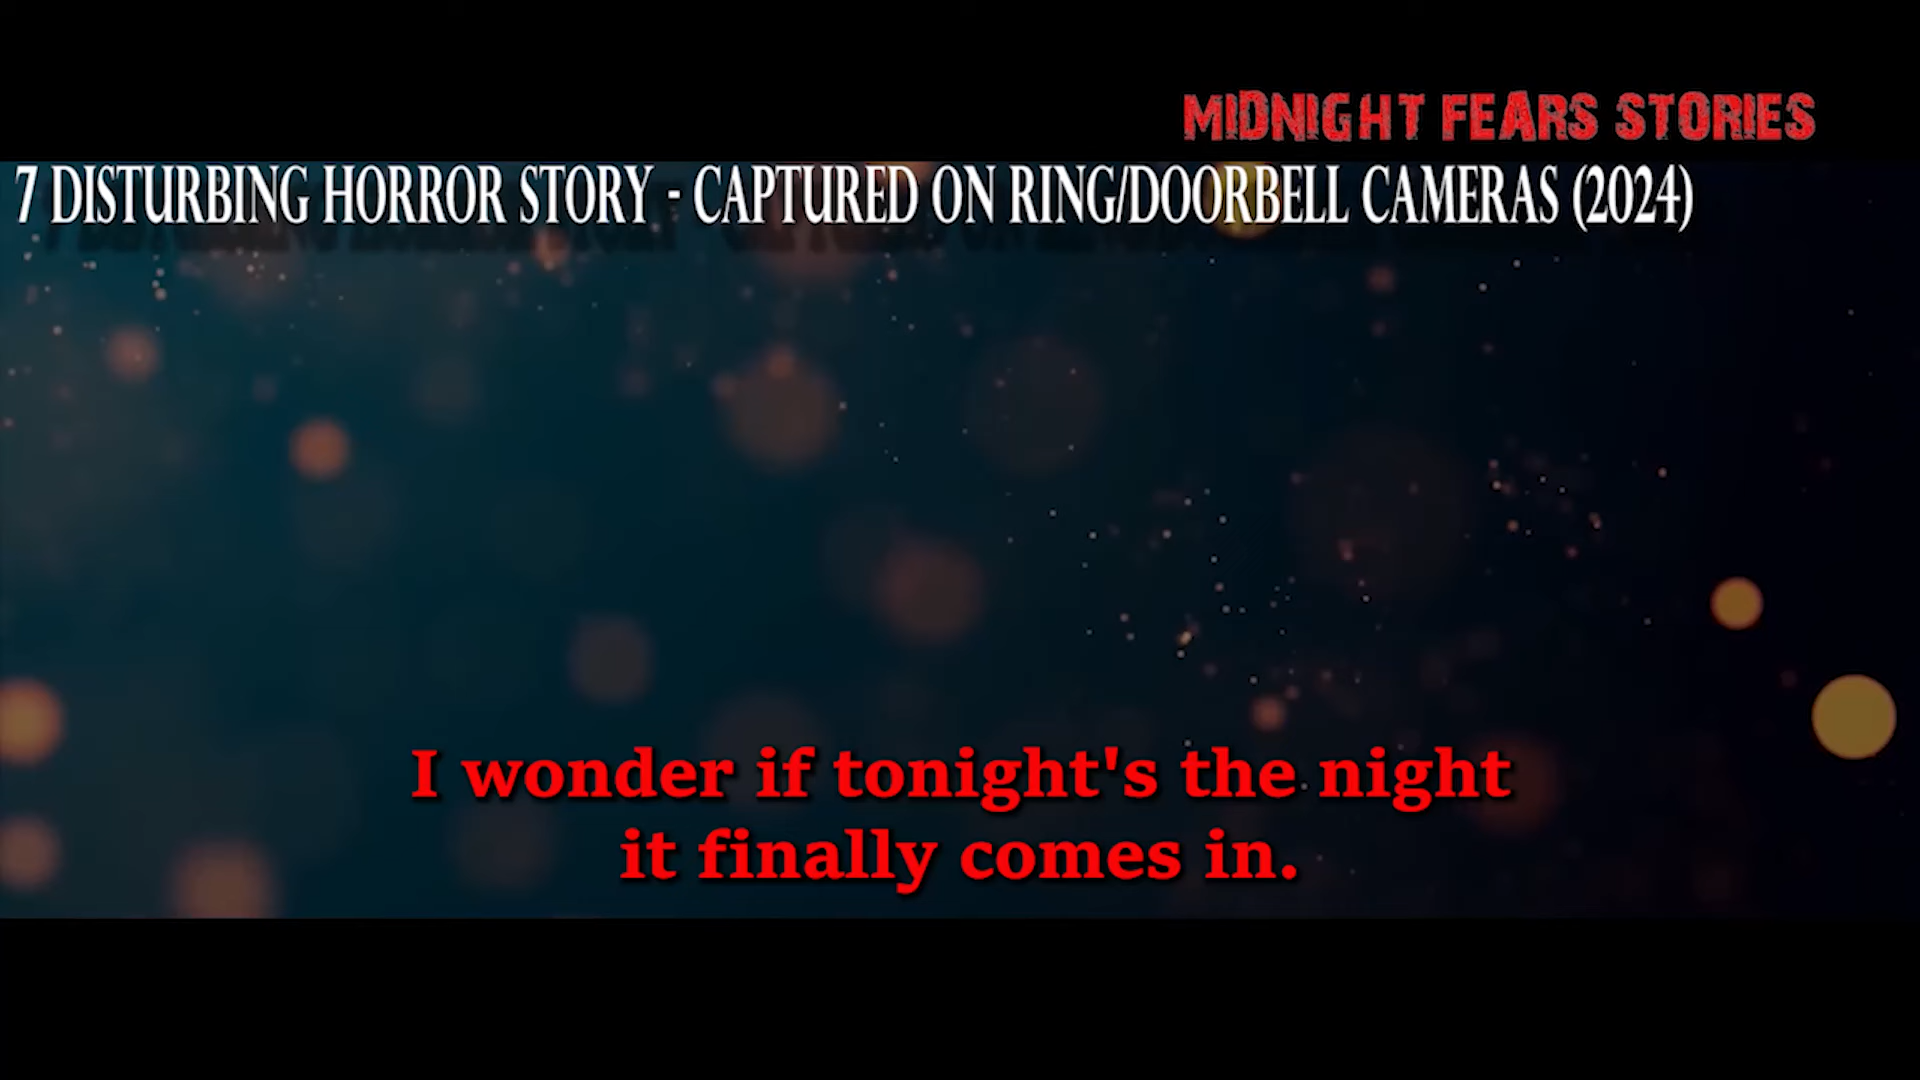 MIDNIGHT FEARS STORIES
7 DISTURBING HORROR STORY - CAPTURED ON RING/DOORBELL CAMERAS (2024)
I wonder if tonight's the night
it finally comes in.